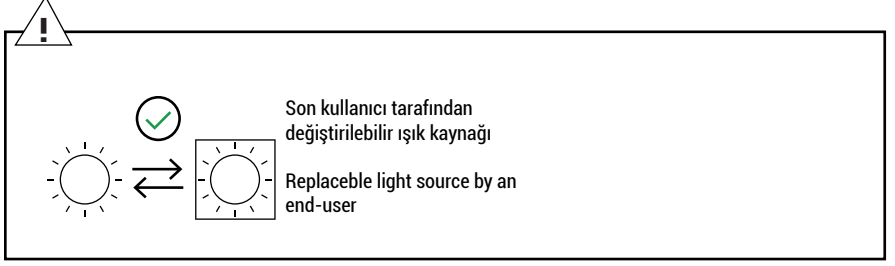 !
Son kullanıcı tarafından
değiştirilebilir ışık kaynağı
Replaceble light source by an
end-user